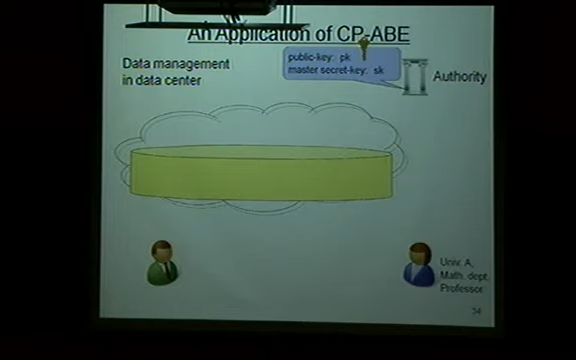 An Application of CP-ABE
Data management
in data center
public-key: pk
master secret-key: sk
Authority
Univ. A,
Math. dept.
Professor
34